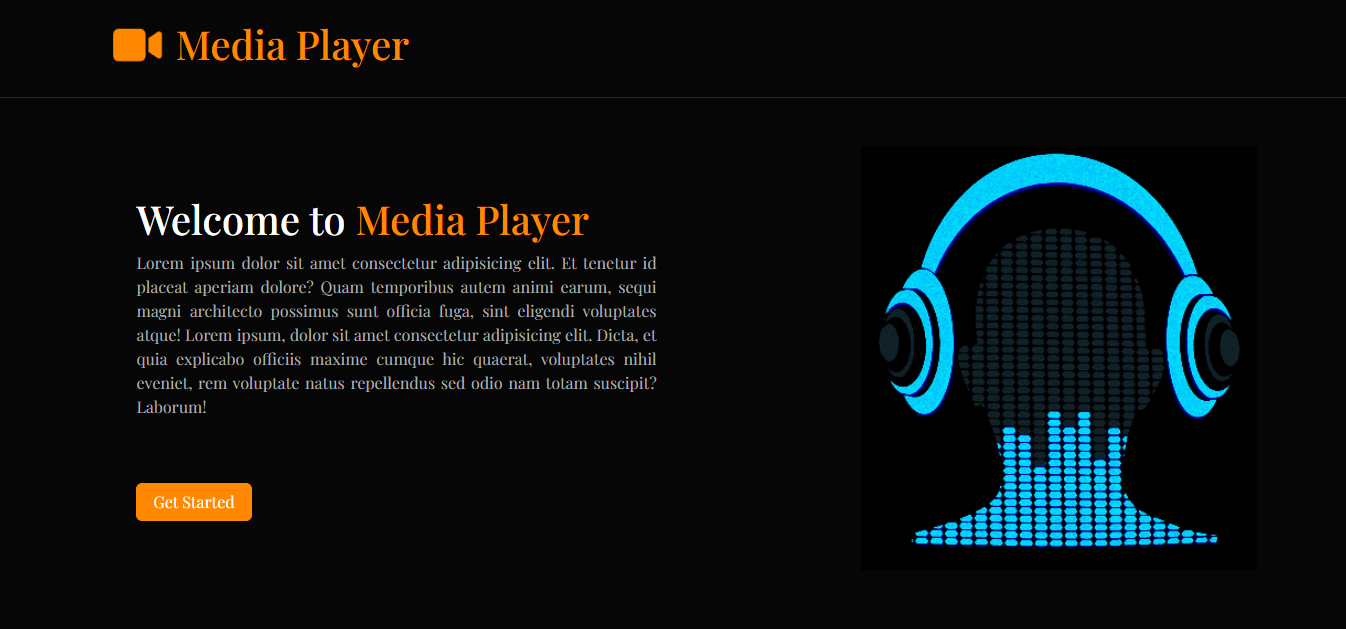 Media Player
Welcome to Media Player
Lorem ipsum dolor sit amet consectetur adipisicing elit. Et tenetur id
placeat aperiam dolore? Quam temporibus autem animi earum, sequi
magni architecto possimus sunt officia fuga, sint eligendi voluptates
atque! Lorem ipsum, dolor sit amet consectetur adipisicing elit. Dicta, et
quia explicabo officiis maxime cumque hic quaerat, voluptates nihil
eveniet, rem voluptate natus repellendus sed odio nam totam suscipit?
Laborum!
Get Started